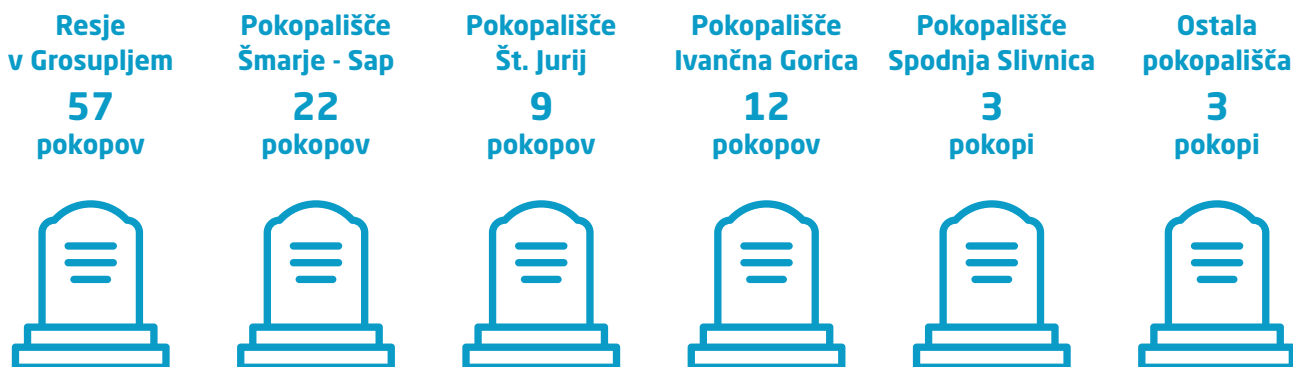 Resje
v Grosupljem
57
pokopov
Pokopališče
Šmarje - Sap
22
pokopov
Pokopališče
Št. Jurij
9
pokopov
Pokopališče
Ivančna Gorica
12
pokopov
Pokopališče
Spodnja Slivnica
3
pokopi
Ostala
pokopališča
3
pokopi